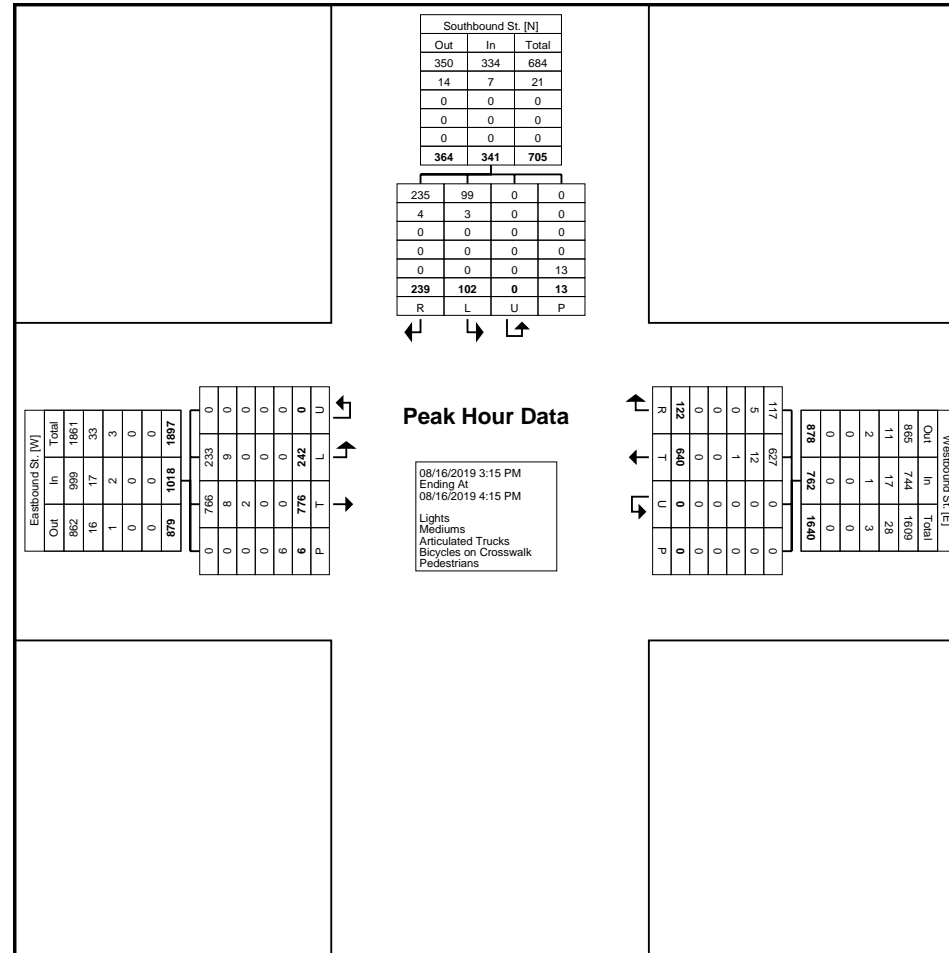 Southbound St. [N]
Out In Total
350 334 684
14 7 21
0 0 0
0 0 0
0 0 0
364 341 705
235 99 0 0
4 3 0 0
0 0 0 0
0 0 0 0
0 0 0 13
239 102 0 13
R L U P
Peak Hour Data
08/16/2019 3:15 PM
Ending At
08/16/2019 4:15 PM
Lights
Mediums
Articulated Trucks
Bicycles on Crosswalk
Pedestrians
Eastbound St. [W]
Out In Total
862 999 1861
16 17 33
1 2 3
0 0 0
0 0 0
879 1018 1897
0 766 233 0
0 8 9 0
0 2 0 0
0 0 0 0
6 0 0 0
6 776 242 0
P T L U
Westbound St. [E]
Out In Total
865 744 1609
11 17 28
2 1 3
0 0 0
0 0 0
878 762 1640
117 627 0 0
5 12 0 0
0 1 0 0
0 0 0 0
0 0 0 0
122 640 0 0
R T U P